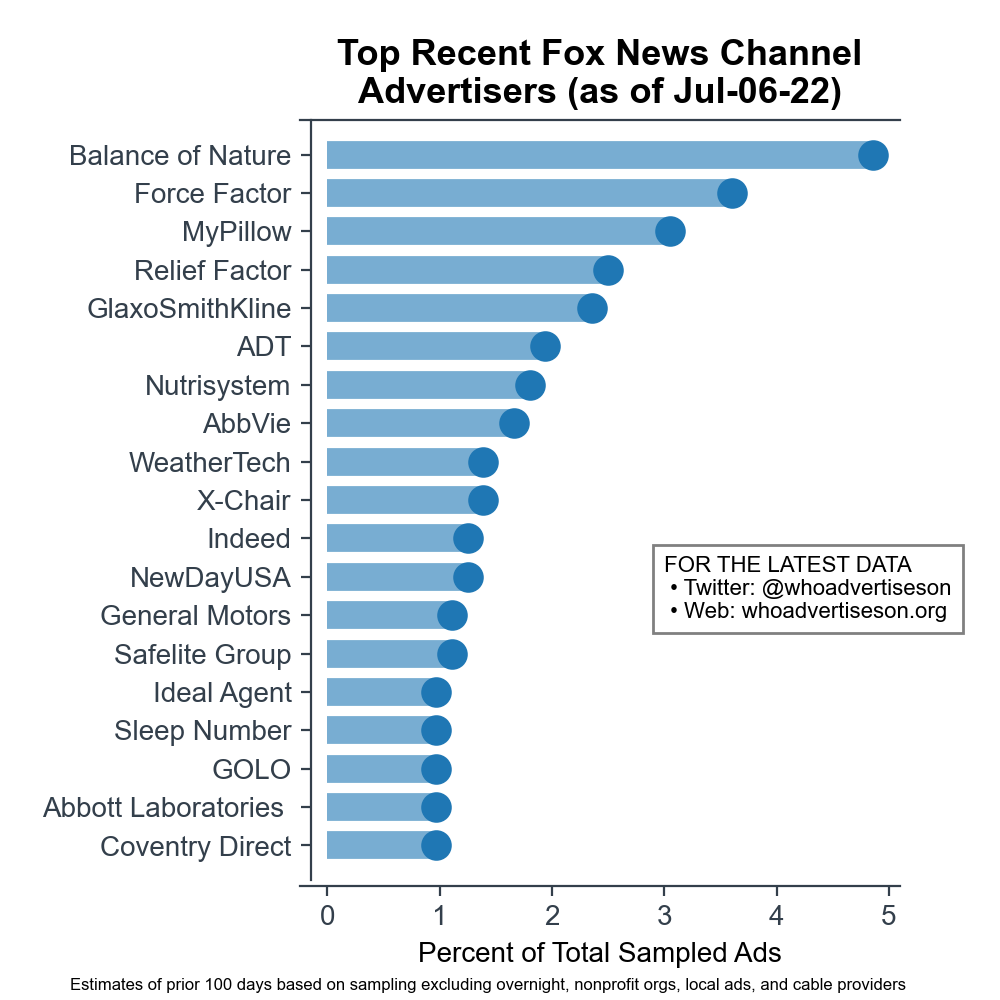 Top Recent Fox News Channel
Advertisers (as of Jul-06-22)
Balance of Nature
Force Factor
MyPillow
Relief Factor
GlaxoSmithKline
ADT
Nutrisystem
AbbVie
WeatherTech
X-Chair
Indeed
NewDayUSA
General Motors
Safelite Group
Ideal Agent
Sleep Number
GOLO
Abbott Laboratories
Coventry Direct
FOR THE LATEST DATA
• Twitter: @whoadvertiseson
• Web: whoadvertiseson.org
0 1 2 3 4 5
Percent of Total Sampled Ads
Estimates of prior 100 days based on sampling excluding overnight, nonprofit orgs, local ads, and cable providers